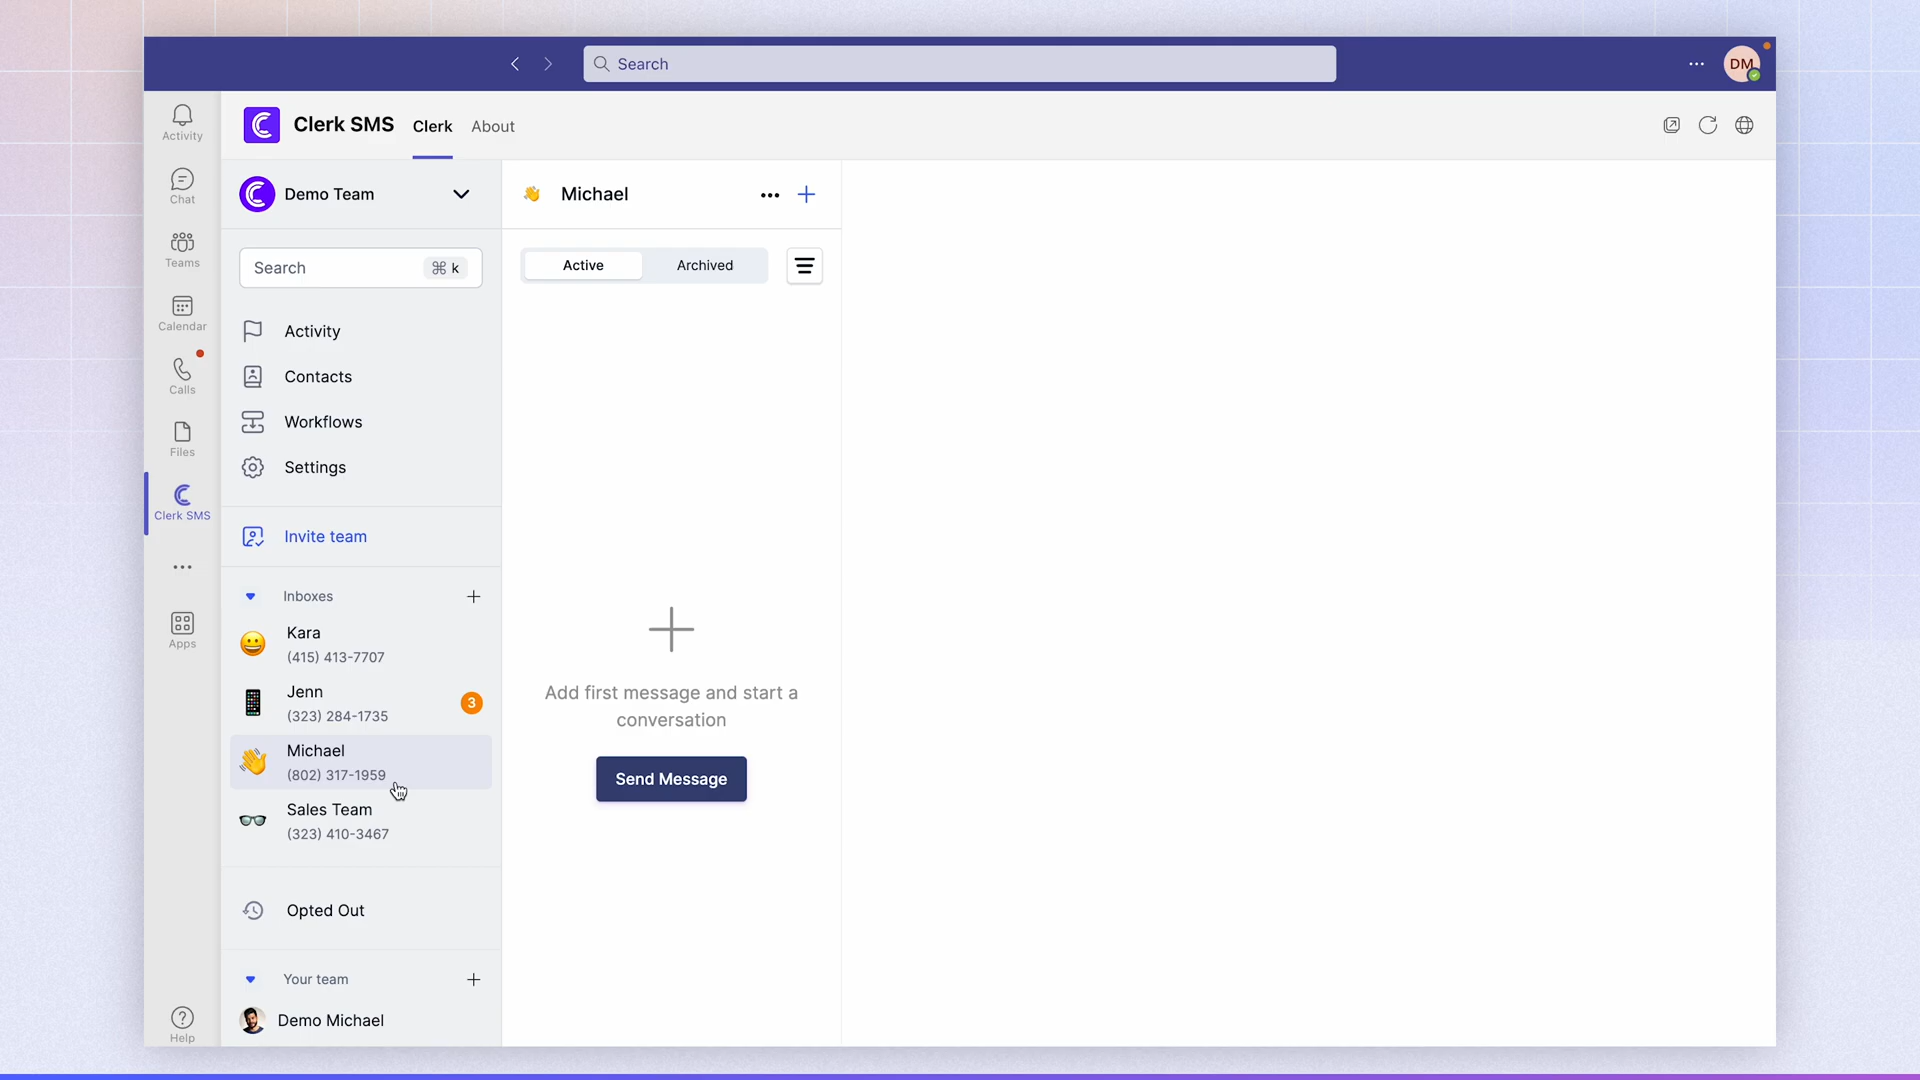 Search
DM
Clerk SMS
Clerk
About
Activity
Chat
Teams
Calendar
Calls
Files
Clerk SMS
Apps
Help
Demo Team
Search
⌘ k
Activity
Contacts
Workflows
Settings
Invite team
Inboxes
Kara
(415) 413-7707
Jenn
(323) 284-1735
3
Michael
(802) 317-1959
Sales Team
(323) 410-3467
Opted Out
Your team
Demo Michael
Michael
Active
Archived
Add first message and start a
conversation
Send Message